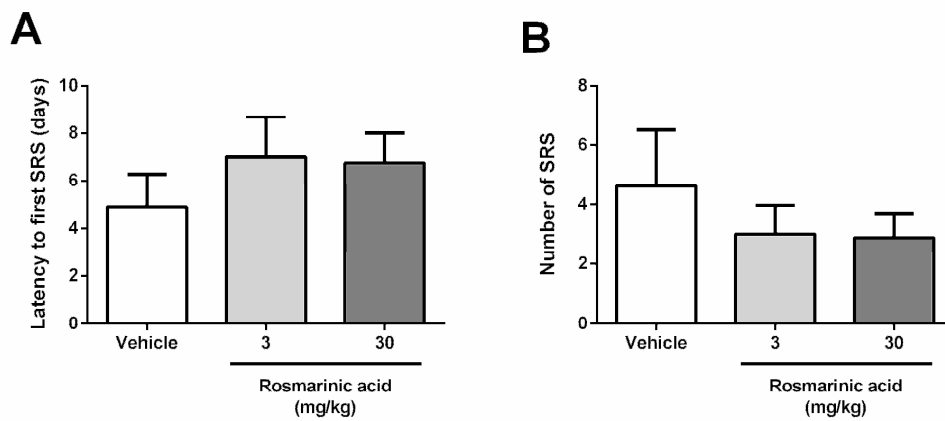 A
Latency to first SRS (days)
10
8
6
4
2
0
Vehicle
3
30
Rosmarinic acid
(mg/kg)
B
Number of SRS
8
6
4
2
0
Vehicle
3
30
Rosmarinic acid
(mg/kg)